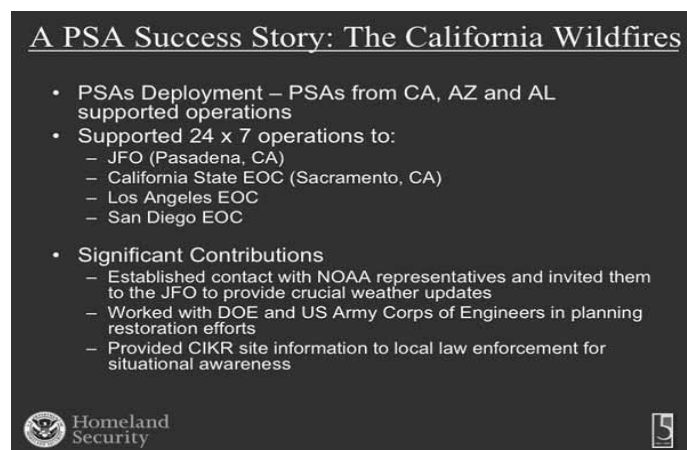 A PSA Success Story: The California Wildfires
• PSAs Deployment – PSAs from CA, AZ and AL
supported operations
• Supported 24 x 7 operations to:
– JFO (Pasadena, CA)
– California State EOC (Sacramento, CA)
– Los Angeles EOC
– San Diego EOC
• Significant Contributions
– Established contact with NOAA representatives and invited them
to the JFO to provide crucial weather updates
– Worked with DOE and US Army Corps of Engineers in planning
restoration efforts
– Provided CIKR site information to local law enforcement for
situational awareness
Homeland
Security
5